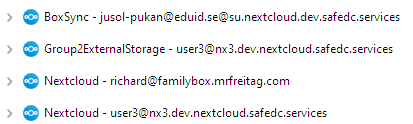 BoxSync - jusol-pukan@eduid.se@su.nextcloud.dev.safedc.services
Group2ExternalStorage - user3@nx3.dev.nextcloud.safedc.services
Nextcloud - richard@familybox.mrfreitag.com
Nextcloud - user3@nx3.dev.nextcloud.safedc.services